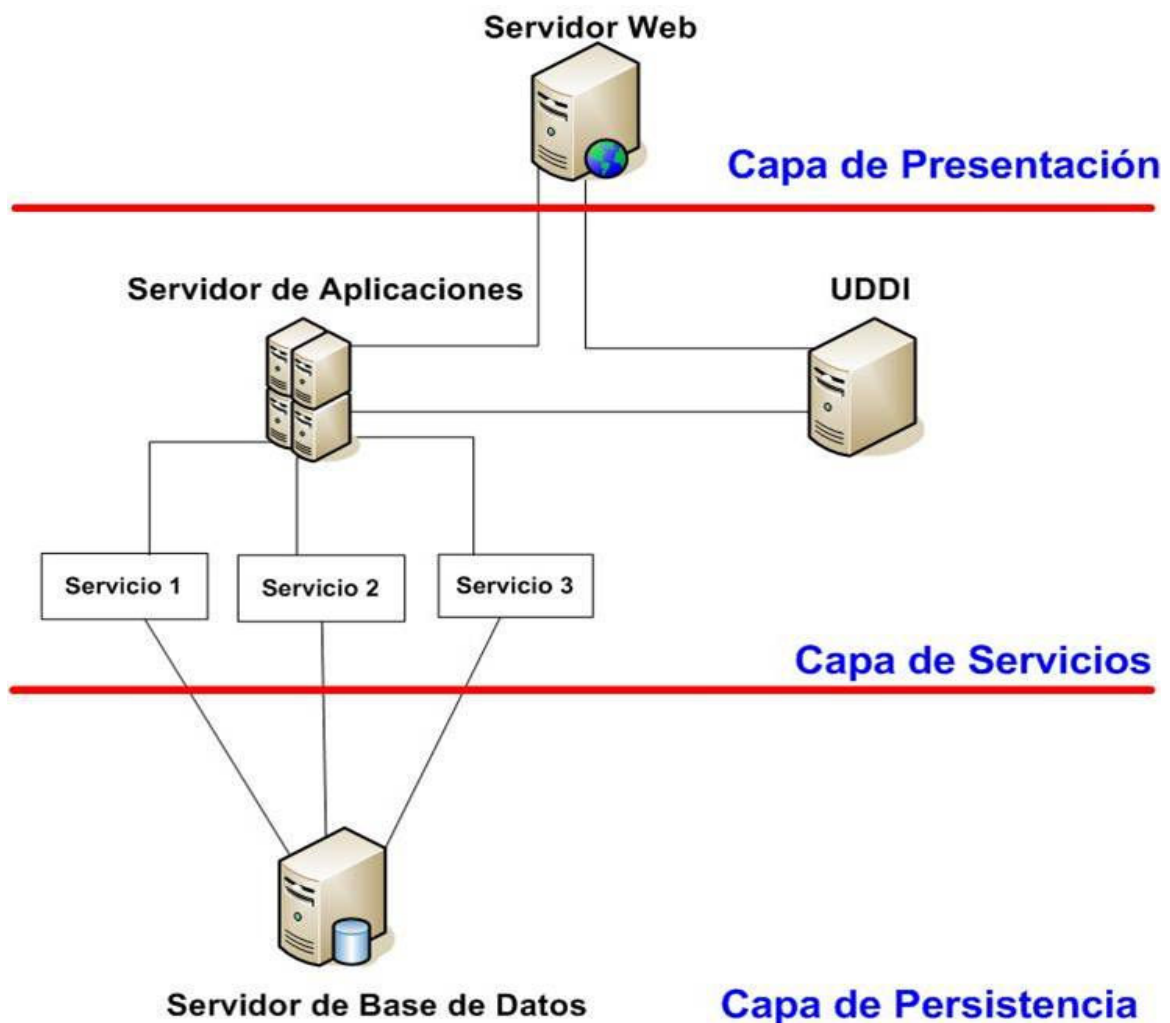 Servidor Web
Capa de Presentación
Servidor de Aplicaciones
UDDI
Servicio 1
Servicio 2
Servicio 3
Capa de Servicios
Servidor de Base de Datos
Capa de Persistencia